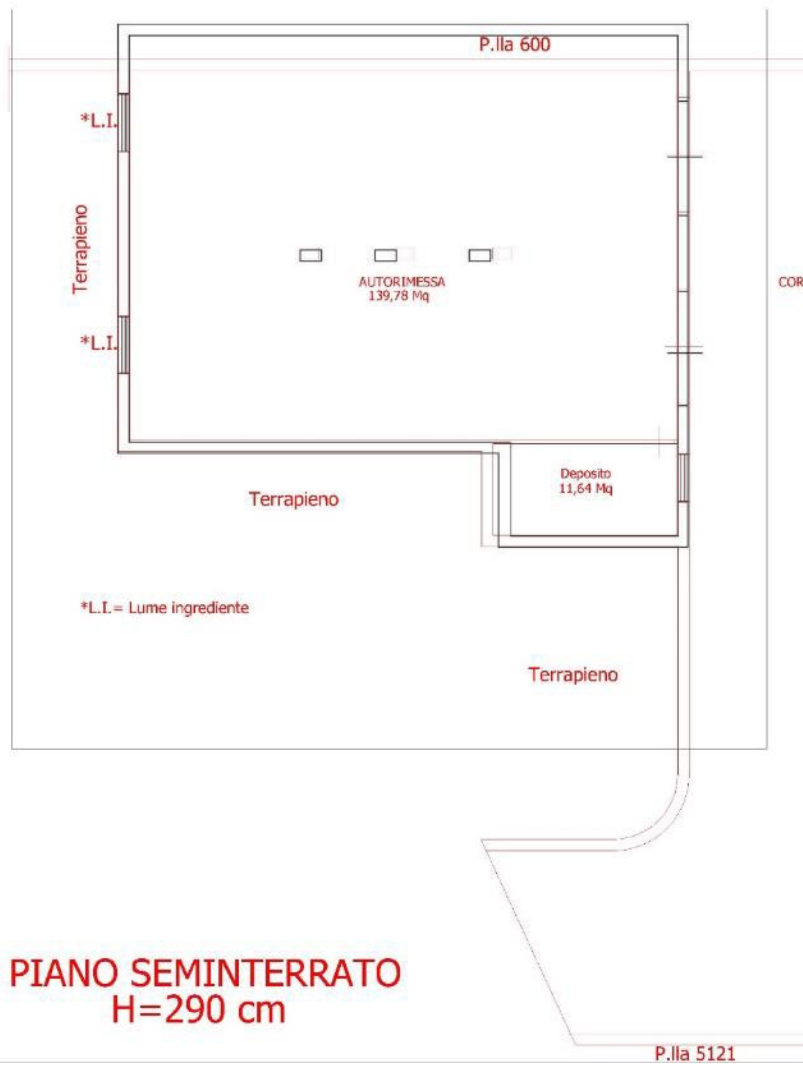 P.lla 600
*L.I.
Terrapieno
AUTORIMESSA
139,78 Mq
COR
*L.I.
Deposito
11,64 Mq
Terrapieno
*L.I.= Lume ingrediente
Terrapieno
PIANO SEMINTERRATO
H=290 cm
P.lla 5121